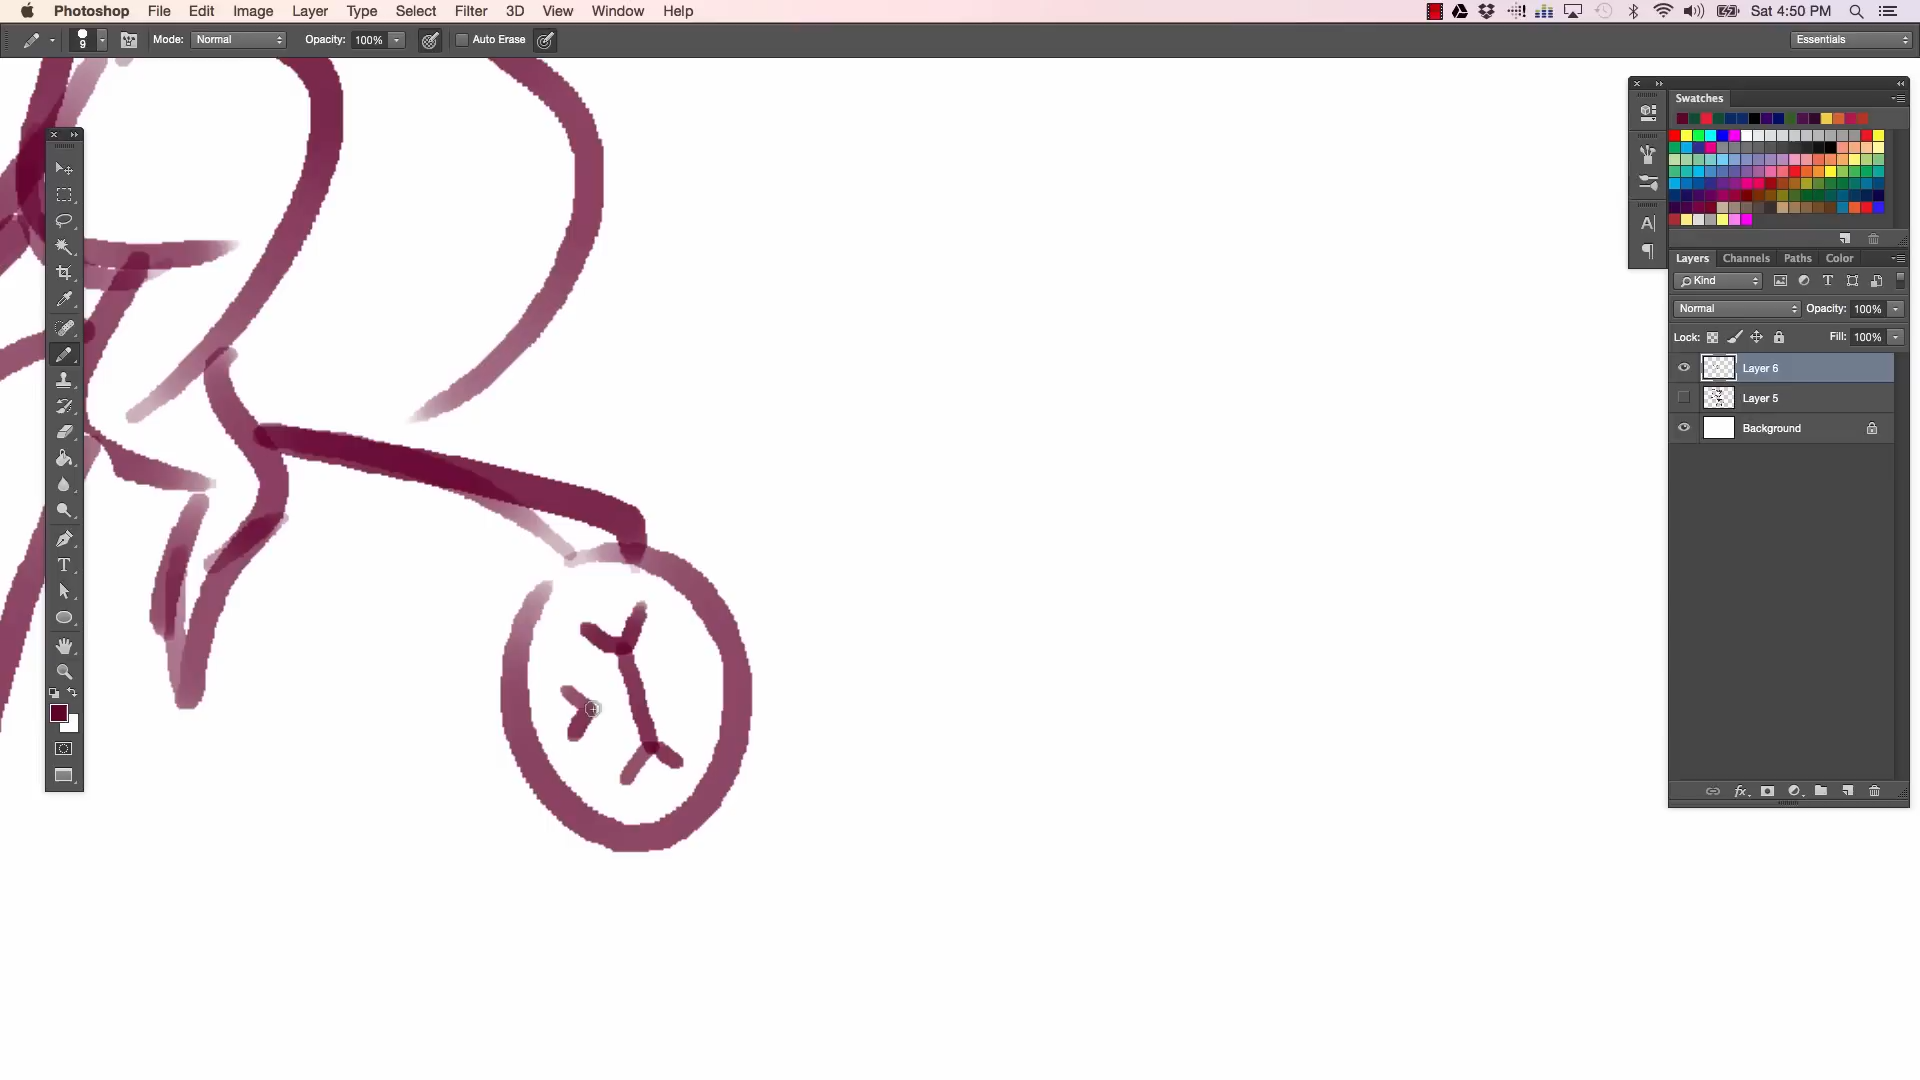 Photoshop File Edit Image Layer Type Select Filter 3D View Window Help Sat 4:50 PM
9 Mode: Normal Opacity: 100% Auto Erase Essentials
Swatches
Layers Channels Paths Color
Kind T
Normal Opacity: 100%
Lock: Fill: 100%
Layer 6
Layer 5
Background
fx